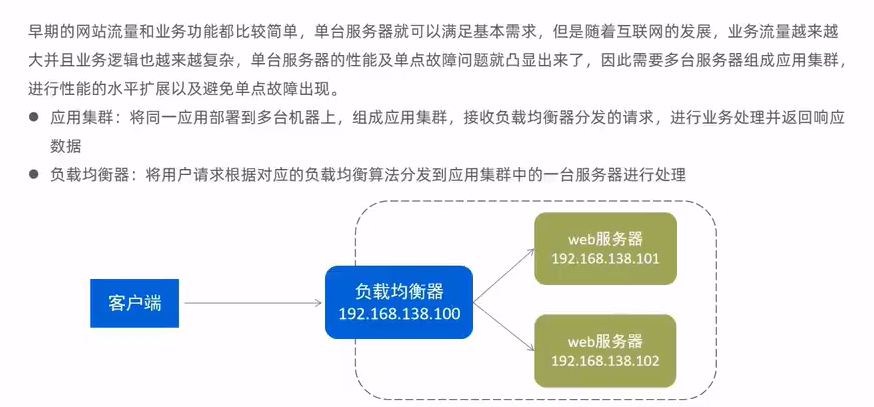 早期的网站流量和业务功能都比较简单，单台服务器就可以满足基本需求，但是随着互联网的发展，业务流量越来越
大并且业务逻辑也越来越复杂，单台服务器的性能及单点故障问题就凸显出来了，因此需要多台服务器组成应用集群，
进行性能的水平扩展以及避免单点故障出现。
● 应用集群：将同一应用部署到多台机器上，组成应用集群，接收负载均衡器分发的请求，进行业务处理并返回响应
数据
● 负载均衡器：将用户请求根据对应的负载均衡算法分发到应用集群中的一台服务器进行处理
web服务器
192.168.138.101
客户端
负载均衡器
192.168.138.100
web服务器
192.168.138.102